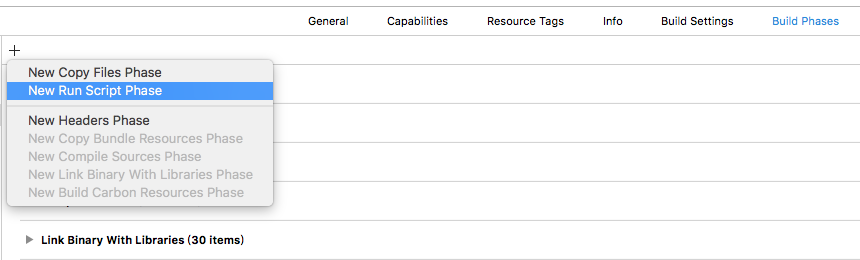 General Capabilities Resource Tags Info Build Settings Build Phases
New Copy Files Phase
New Run Script Phase
New Headers Phase
New Copy Bundle Resources Phase
New Compile Sources Phase
New Link Binary With Libraries Phase
New Build Carbon Resources Phase
Link Binary With Libraries (30 items)